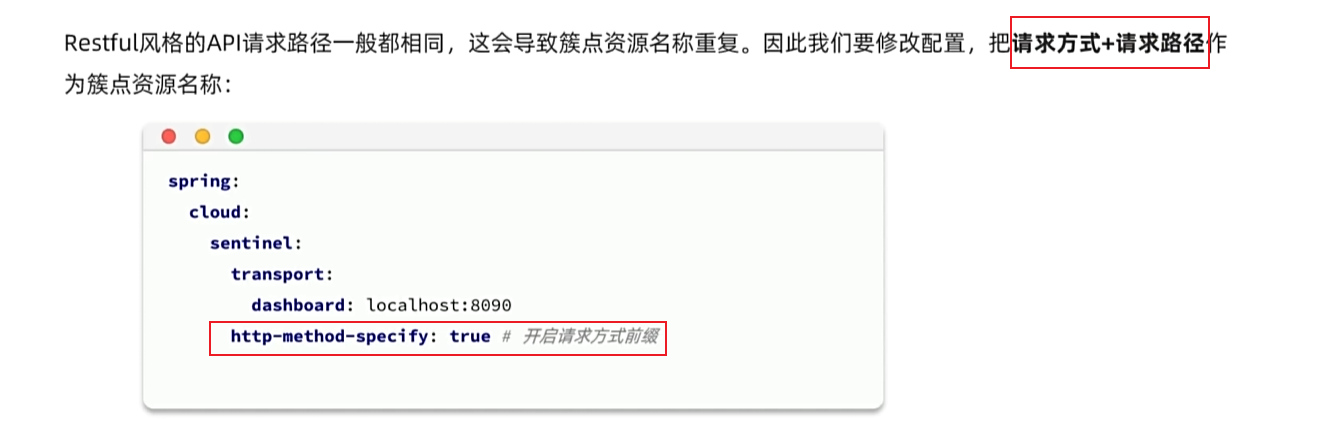 Restful风格的API请求路径一般都相同，这会导致簇点资源名称重复。因此我们要修改配置，把请求方式+请求路径作
为簇点资源名称：
spring:
  cloud:
    sentinel:
      transport:
        dashboard: localhost:8090
      http-method-specify: true # 开启请求方式前缀